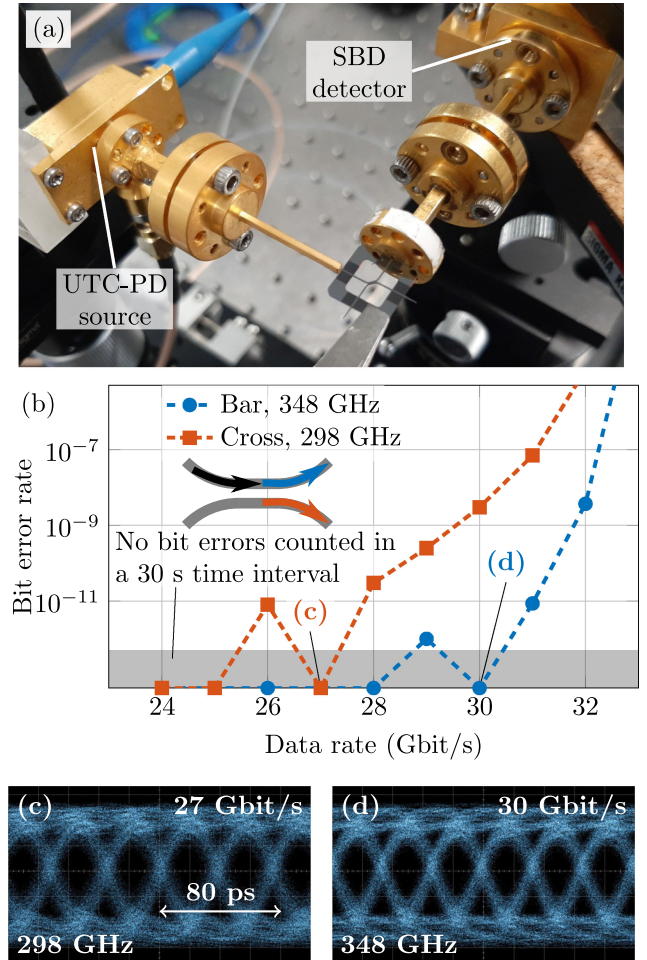 (a)
SBD
detector
UTC-PD
source
SIGMA K
(b)
Bar, 348 GHz
Cross, 298 GHz
No bit errors counted in
a 30 s time interval
(c)
(d)
Bit error rate
10⁻⁷
10⁻⁹
10⁻¹¹
24
26
28
30
32
Data rate (Gbit/s)
(c)
27 Gbit/s
80 ps
298 GHz
(d)
30 Gbit/s
348 GHz